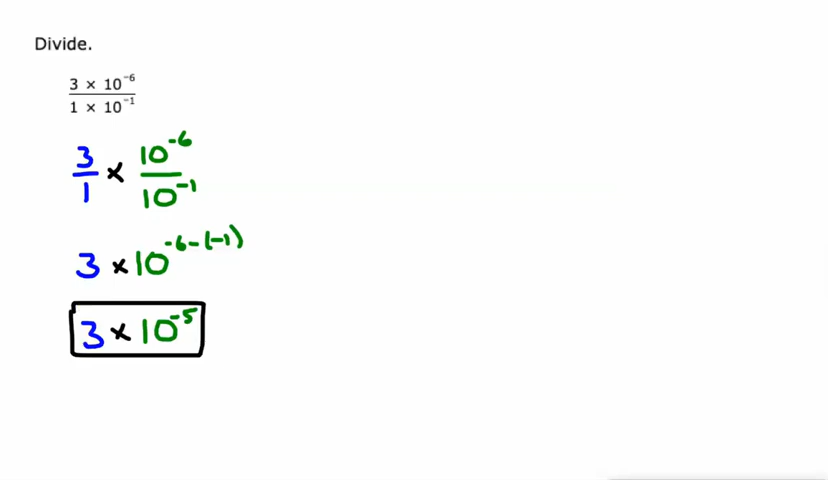 Divide.
3 × 10⁻⁶
1 × 10⁻¹
3/1 × 10⁻⁶/10⁻¹
3 × 10⁻⁶⁻⁽⁻¹⁾
3 × 10⁻⁵